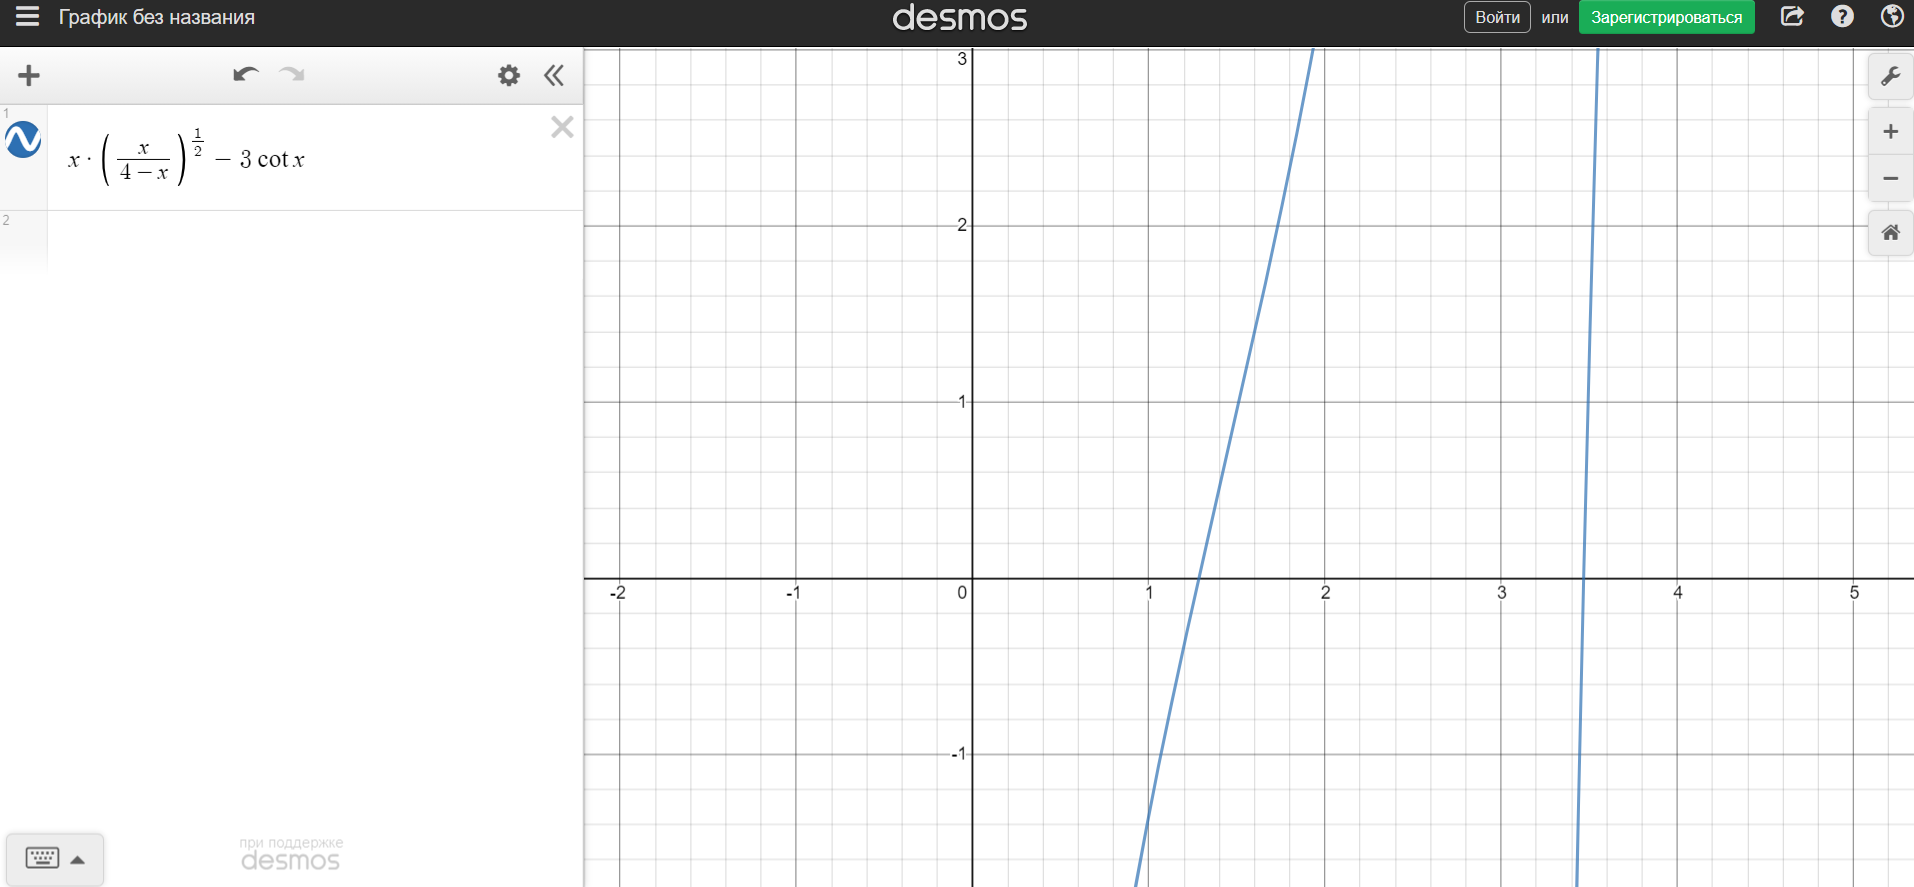 График без названия
desmos
Войти или Зарегистрироваться
1
x · (x/(4 − x))^(1/2) − 3 cot x
2
при поддержке
desmos
3
2
1
-2 -1 0 1 2 3 4 5
-1